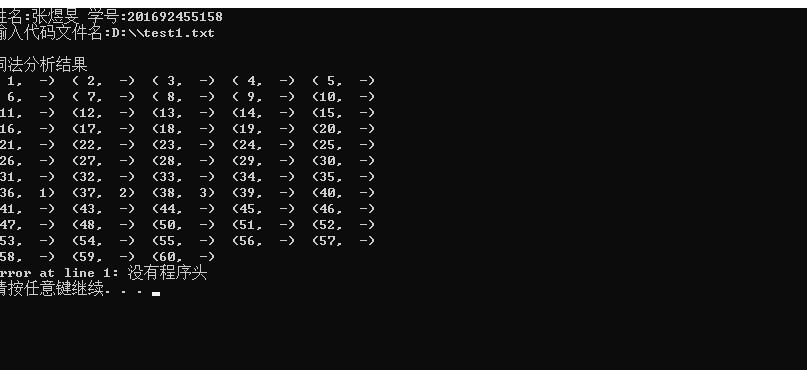 姓名:张煜旻 学号:201692455158
输入代码文件名:D:\\test1.txt
词法分析结果
1, -) ( 2, -) ( 3, -) ( 4, -) ( 5, -)
6, -) ( 7, -) ( 8, -) ( 9, -) (10, -)
11, -) (12, -) (13, -) (14, -) (15, -)
16, -) (17, -) (18, -) (19, -) (20, -)
21, -) (22, -) (23, -) (24, -) (25, -)
26, -) (27, -) (28, -) (29, -) (30, -)
31, -) (32, -) (33, -) (34, -) (35, -)
36, 1) (37, 2) (38, 3) (39, -) (40, -)
41, -) (43, -) (44, -) (45, -) (46, -)
47, -) (48, -) (50, -) (51, -) (52, -)
53, -) (54, -) (55, -) (56, -) (57, -)
58, -) (59, -) (60, -)
rror at line 1: 没有程序头
请按任意键继续. . .